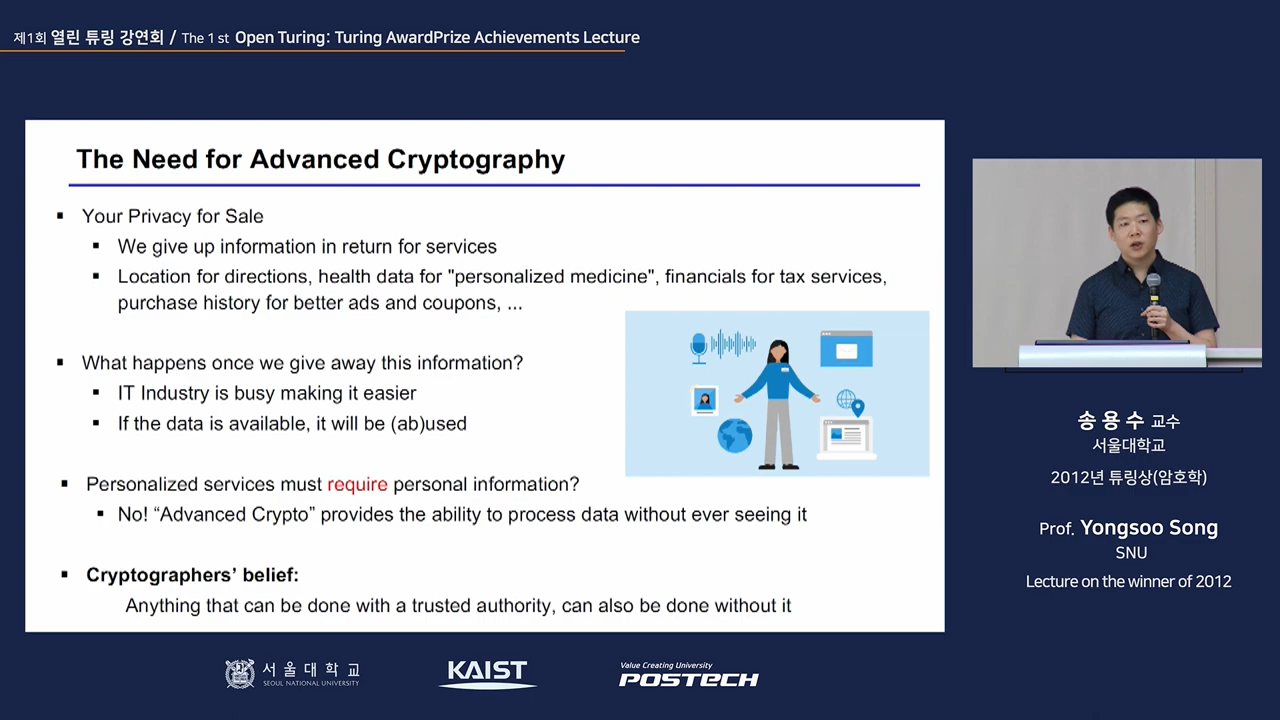 제1회 열린 튜링 강연회 / The 1 st Open Turing: Turing AwardPrize Achievements Lecture
The Need for Advanced Cryptography
▪ Your Privacy for Sale
▪ We give up information in return for services
▪ Location for directions, health data for "personalized medicine", financials for tax services,
purchase history for better ads and coupons, ...
▪ What happens once we give away this information?
▪ IT Industry is busy making it easier
▪ If the data is available, it will be (ab)used
▪ Personalized services must require personal information?
▪ No! “Advanced Crypto” provides the ability to process data without ever seeing it
▪ Cryptographers’ belief:
Anything that can be done with a trusted authority, can also be done without it
송 용 수 교수
서울대학교
2012년 튜링상(암호학)
Prof. Yongsoo Song
SNU
Lecture on the winner of 2012
서울대학교
SEOUL NATIONAL UNIVERSITY
KAIST
Value Creating University
POSTECH